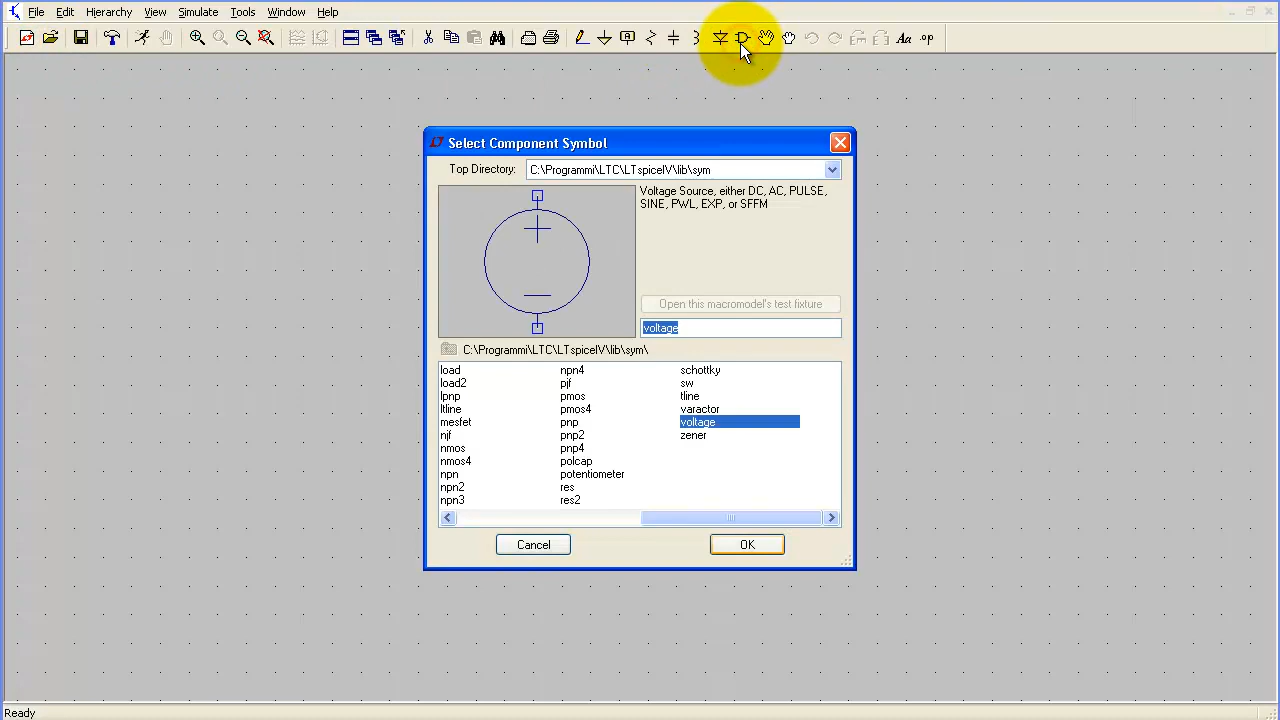 File Edit Hierarchy View Simulate Tools Window Help
Aa .op
Select Component Symbol
Top Directory: C:\Programmi\LTC\LTspiceIV\lib\sym
Voltage Source, either DC, AC, PULSE,
SINE, PWL, EXP, or SFFM
Open this macromodel's test fixture
voltage
C:\Programmi\LTC\LTspiceIV\lib\sym\
load npn4 schottky
load2 pjf sw
lpnp pmos tline
ltline pmos4 varactor
mesfet pnp voltage
njf pnp2 zener
nmos pnp4
nmos4 polcap
npn potentiometer
npn2 res
npn3 res2
Cancel OK
Ready